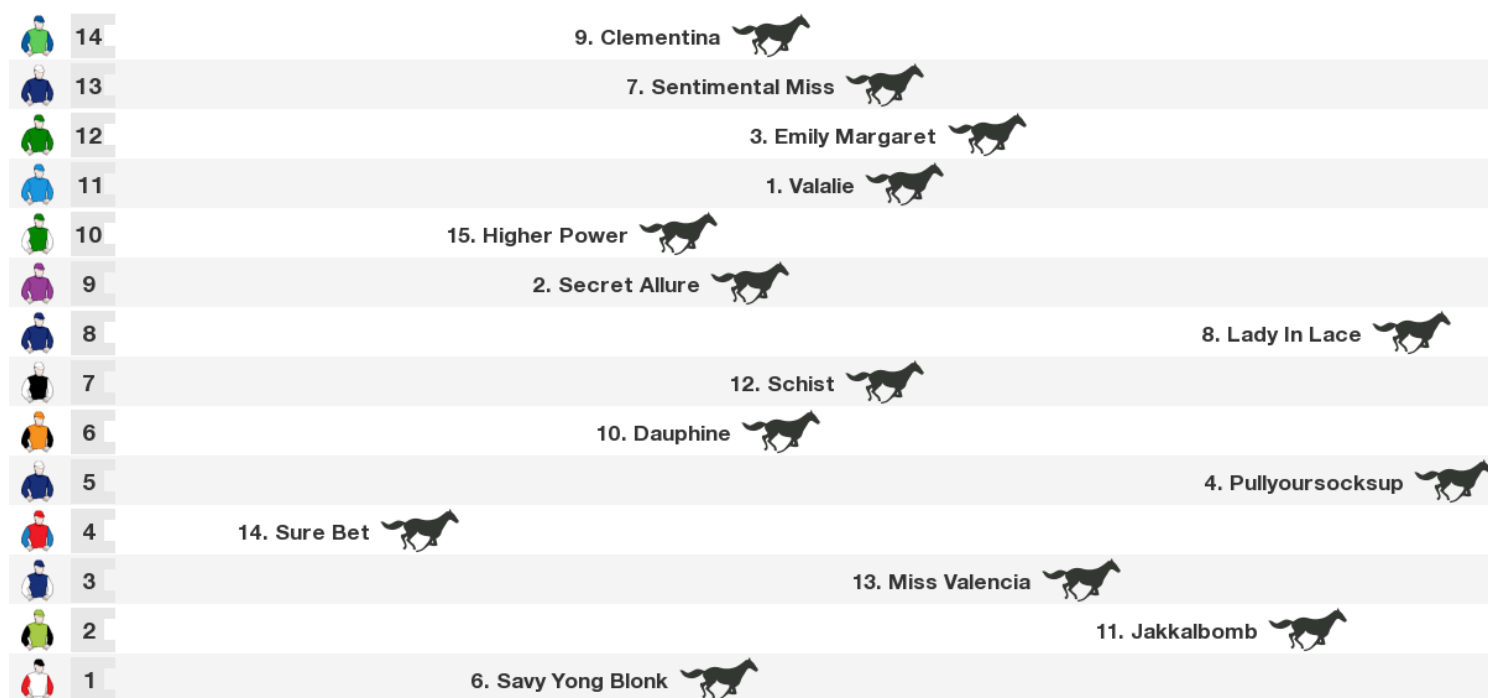 14 9. Clementina
13 7. Sentimental Miss
12 3. Emily Margaret
11 1. Valalie
10 15. Higher Power
9 2. Secret Allure
8 8. Lady In Lace
7 12. Schist
6 10. Dauphine
5 4. Pullyoursocksup
4 14. Sure Bet
3 13. Miss Valencia
2 11. Jakkalbomb
1 6. Savy Yong Blonk